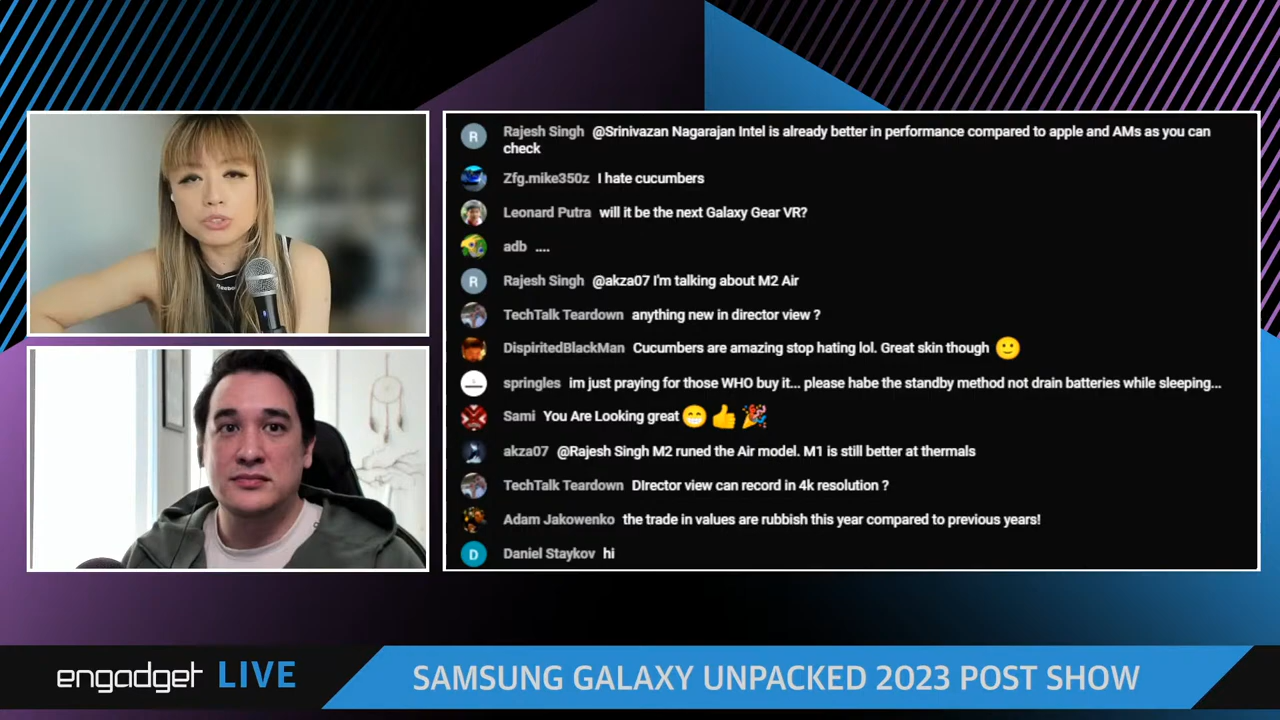 R Rajesh Singh @Srinivazan Nagarajan Intel is already better in performance compared to apple and AMs as you can
check
Zfg.mike350z I hate cucumbers
Leonard Putra will it be the next Galaxy Gear VR?
adb ....
R Rajesh Singh @akza07 I'm talking about M2 Air
TechTalk Teardown anything new in director view ?
DispiritedBlackMan Cucumbers are amazing stop hating lol. Great skin though 🙂
springles im just praying for those WHO buy it... please habe the standby method not drain batteries while sleeping...
Sami You Are Looking great 😁👍🎉
akza07 @Rajesh Singh M2 runed the Air model. M1 is still better at thermals
TechTalk Teardown DIrector view can record in 4k resolution ?
Adam Jakowenko the trade in values are rubbish this year compared to previous years!
D Daniel Staykov hi
Reebok
engadget LIVE
SAMSUNG GALAXY UNPACKED 2023 POST SHOW